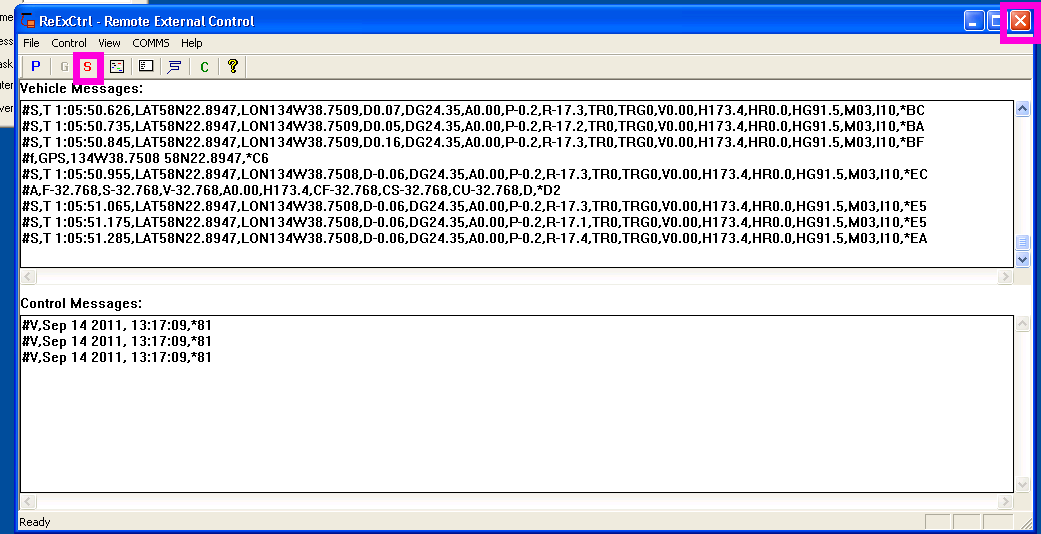 me
ReExCtrl - Remote External Control
ess
File Control View COMMS Help
ask
P G S C ?
ter
Vehicle Messages:
ver
#S,T 1:05:50.626,LAT58N22.8947,LON134W38.7509,D0.07,DG24.35,A0.00,P-0.2,R-17.3,TR0,TRG0,V0.00,H173.4,HR0.0,HG91.5,M03,I10,*BC
#S,T 1:05:50.735,LAT58N22.8947,LON134W38.7509,D0.05,DG24.35,A0.00,P-0.2,R-17.2,TR0,TRG0,V0.00,H173.4,HR0.0,HG91.5,M03,I10,*BA
#S,T 1:05:50.845,LAT58N22.8947,LON134W38.7509,D0.16,DG24.35,A0.00,P-0.2,R-17.3,TR0,TRG0,V0.00,H173.4,HR0.0,HG91.5,M03,I10,*BF
#f,GPS,134W38.7508 58N22.8947,*C6
#S,T 1:05:50.955,LAT58N22.8947,LON134W38.7508,D-0.06,DG24.35,A0.00,P-0.2,R-17.3,TR0,TRG0,V0.00,H173.4,HR0.0,HG91.5,M03,I10,*EC
#A,F-32.768,S-32.768,V-32.768,A0.00,H173.4,CF-32.768,CS-32.768,CU-32.768,D,*D2
#S,T 1:05:51.065,LAT58N22.8947,LON134W38.7508,D-0.06,DG24.35,A0.00,P-0.2,R-17.3,TR0,TRG0,V0.00,H173.4,HR0.0,HG91.5,M03,I10,*E5
#S,T 1:05:51.175,LAT58N22.8947,LON134W38.7508,D-0.06,DG24.35,A0.00,P-0.2,R-17.1,TR0,TRG0,V0.00,H173.4,HR0.0,HG91.5,M03,I10,*E5
#S,T 1:05:51.285,LAT58N22.8947,LON134W38.7508,D-0.06,DG24.35,A0.00,P-0.2,R-17.4,TR0,TRG0,V0.00,H173.4,HR0.0,HG91.5,M03,I10,*EA
Control Messages:
#V,Sep 14 2011, 13:17:09,*81
#V,Sep 14 2011, 13:17:09,*81
#V,Sep 14 2011, 13:17:09,*81
Ready